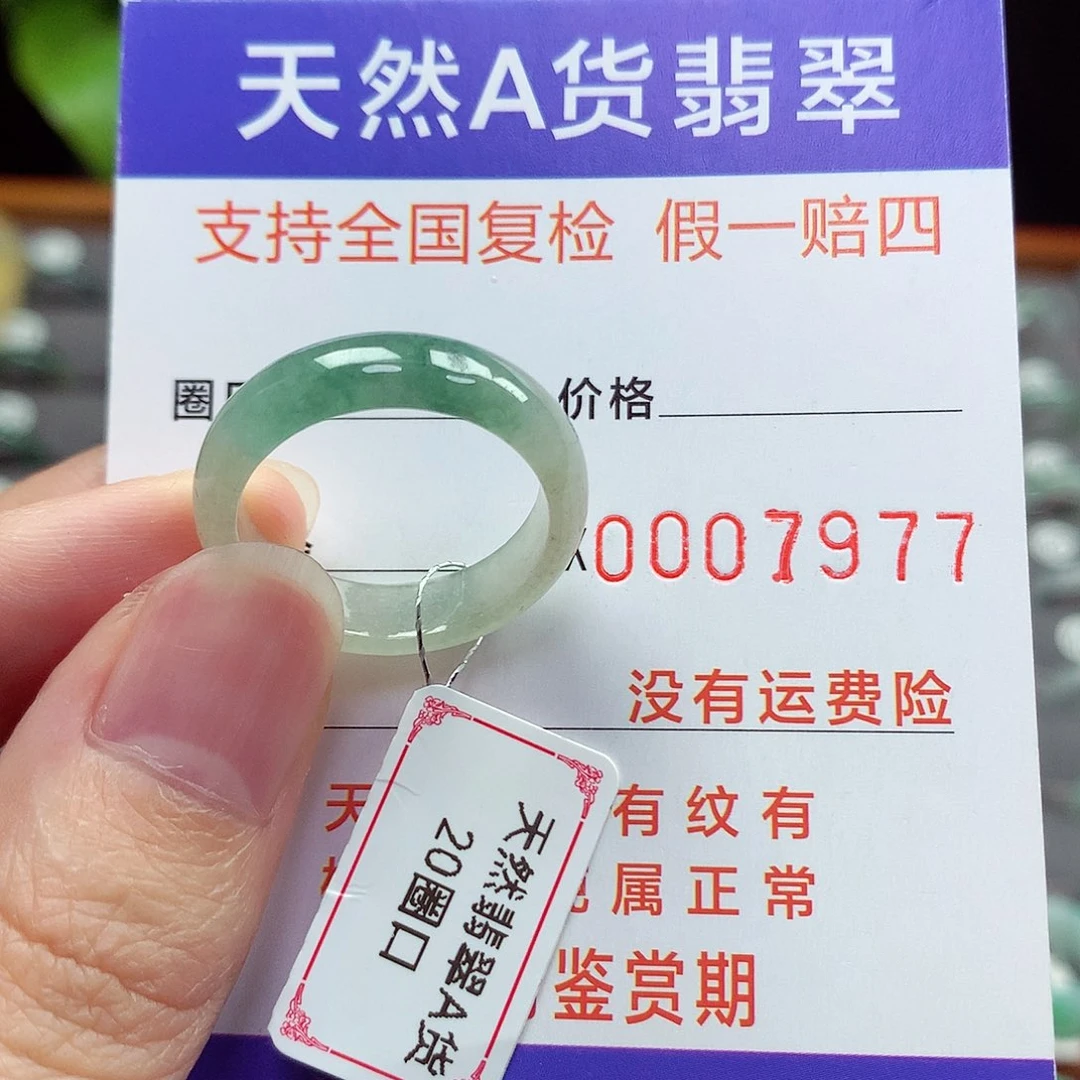 天然A货翡翠
支持全国复检 假一赔四
圈 价格
0007977
没有运费险
天 有纹有
属正常
鉴赏期
天然翡翠A货
20圈口